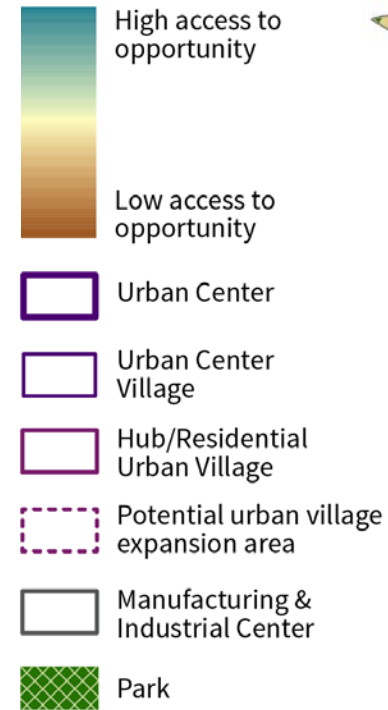 High access to
opportunity
Low access to
opportunity
Urban Center
Urban Center
Village
Hub/Residential
Urban Village
Potential urban village
expansion area
Manufacturing &
Industrial Center
Park